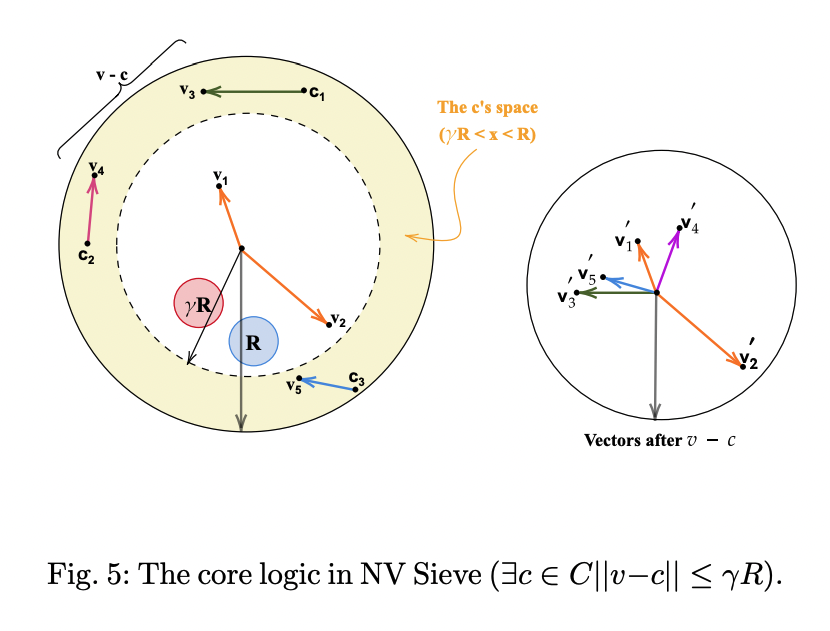 v - c
v₃
c₁
The c's space
(γR < x < R)
v₄
v₁
c₂
γR
R
v₂
v₅
c₃
v₁′
v₄′
v₅′
v₃′
v₂′
Vectors after v − c
Fig. 5: The core logic in NV Sieve (∃c ∈ C||v−c|| ≤ γR).